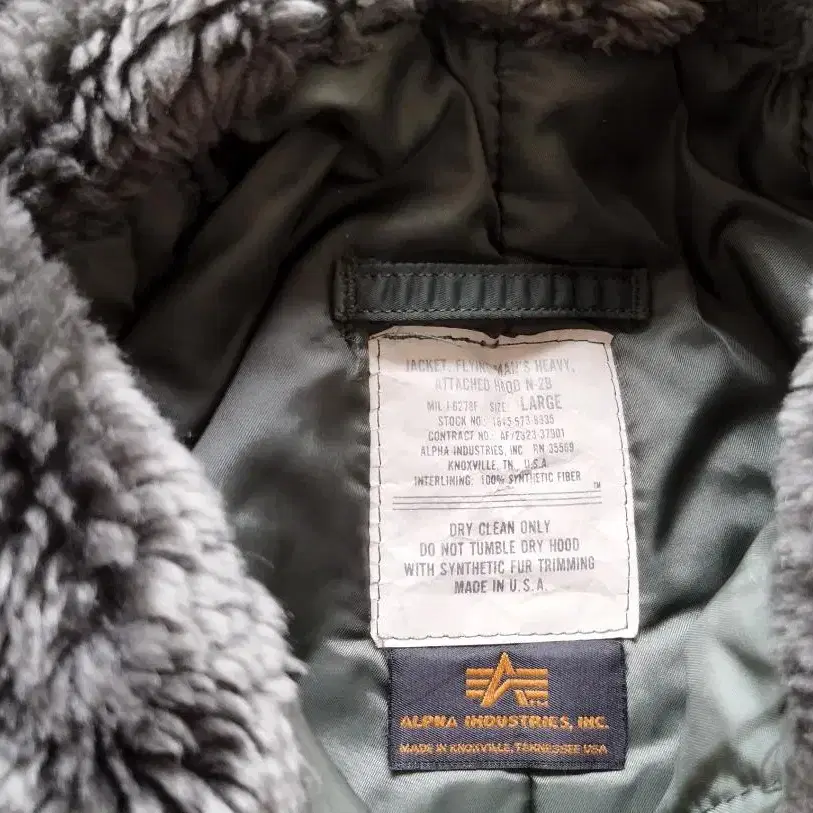 JACKET, FLYING MAN'S HEAVY,
ATTACHED HOOD N-2B
MIL-J-6278F SIZE: LARGE
STOCK NO.: 1845-573-8335
CONTRACT NO.: AF/2823-37901
ALPHA INDUSTRIES, INC RN 35569
KNOXVILLE, TN, U.S.A.
INTERLINING: 100% SYNTHETIC FIBER
TM
DRY CLEAN ONLY
DO NOT TUMBLE DRY HOOD
WITH SYNTHETIC FUR TRIMMING
MADE IN U.S.A.
ALPHA INDUSTRIES, INC.
MADE IN KNOXVILLE, TENNESSEE USA